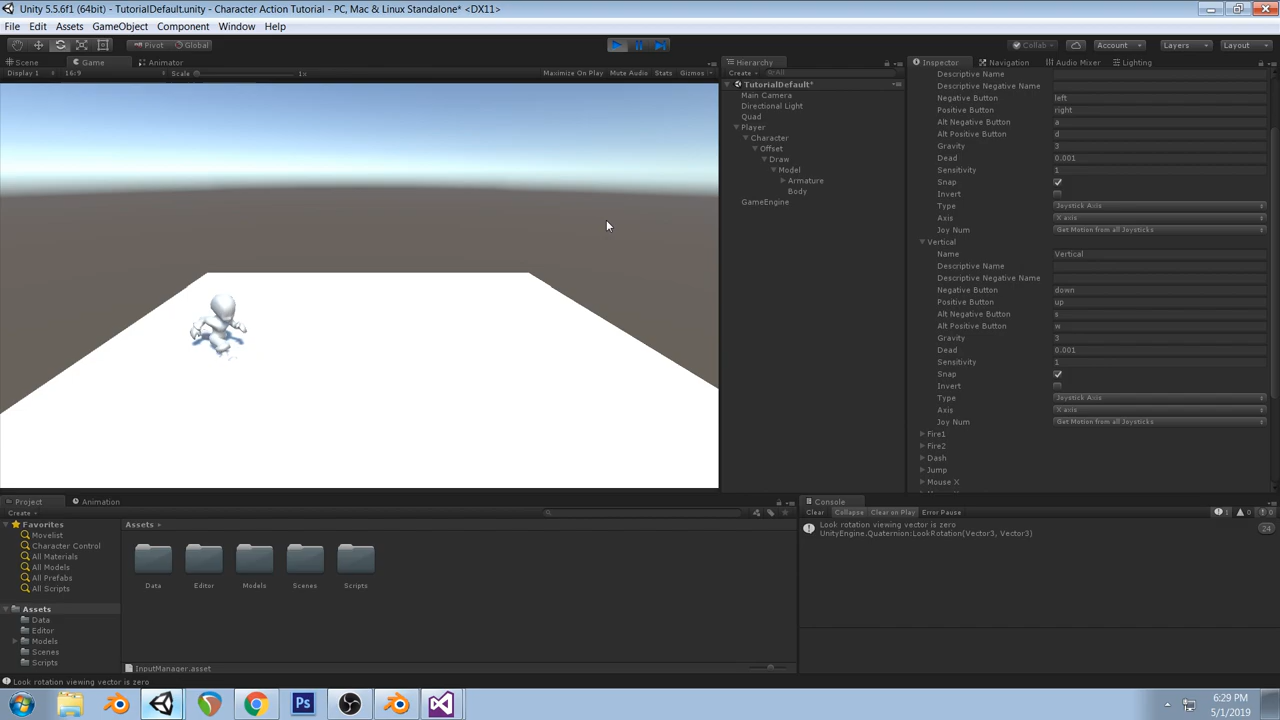 Unity 5.5.6f1 (64bit) - TutorialDefault.unity - Character Action Tutorial - PC, Mac & Linux Standalone* <DX11>
File Edit Assets GameObject Component Window Help
Pivot Global Collab Account Layers Layout
Scene Game Animator
Display 1 16:9 Scale 1x Maximize On Play Mute Audio Stats Gizmos
Hierarchy
Create All
TutorialDefault*
Main Camera
Directional Light
Quad
Player
Character
Offset
Draw
Model
Armature
Body
GameEngine
Inspector Navigation Audio Mixer Lighting
Descriptive Name
Descriptive Negative Name
Negative Button left
Positive Button right
Alt Negative Button a
Alt Positive Button d
Gravity 3
Dead 0.001
Sensitivity 1
Snap
Invert
Type Joystick Axis
Axis X axis
Joy Num Get Motion from all Joysticks
Vertical
Name Vertical
Descriptive Name
Descriptive Negative Name
Negative Button down
Positive Button up
Alt Negative Button s
Alt Positive Button w
Gravity 3
Dead 0.001
Sensitivity 1
Snap
Invert
Type Joystick Axis
Axis X axis
Joy Num Get Motion from all Joysticks
Fire1
Fire2
Dash
Jump
Mouse X
Project Animation
Create
Favorites
Movelist
Character Control
All Materials
All Models
All Prefabs
All Scripts
Assets
Data
Editor
Models
Scenes
Scripts
Assets
Data Editor Models Scenes Scripts
InputManager.asset
Console
Clear Collapse Clear on Play Error Pause 1 0 0
Look rotation viewing vector is zero
UnityEngine.Quaternion:LookRotation(Vector3, Vector3)
24
Look rotation viewing vector is zero
Ps
6:29 PM
5/1/2019